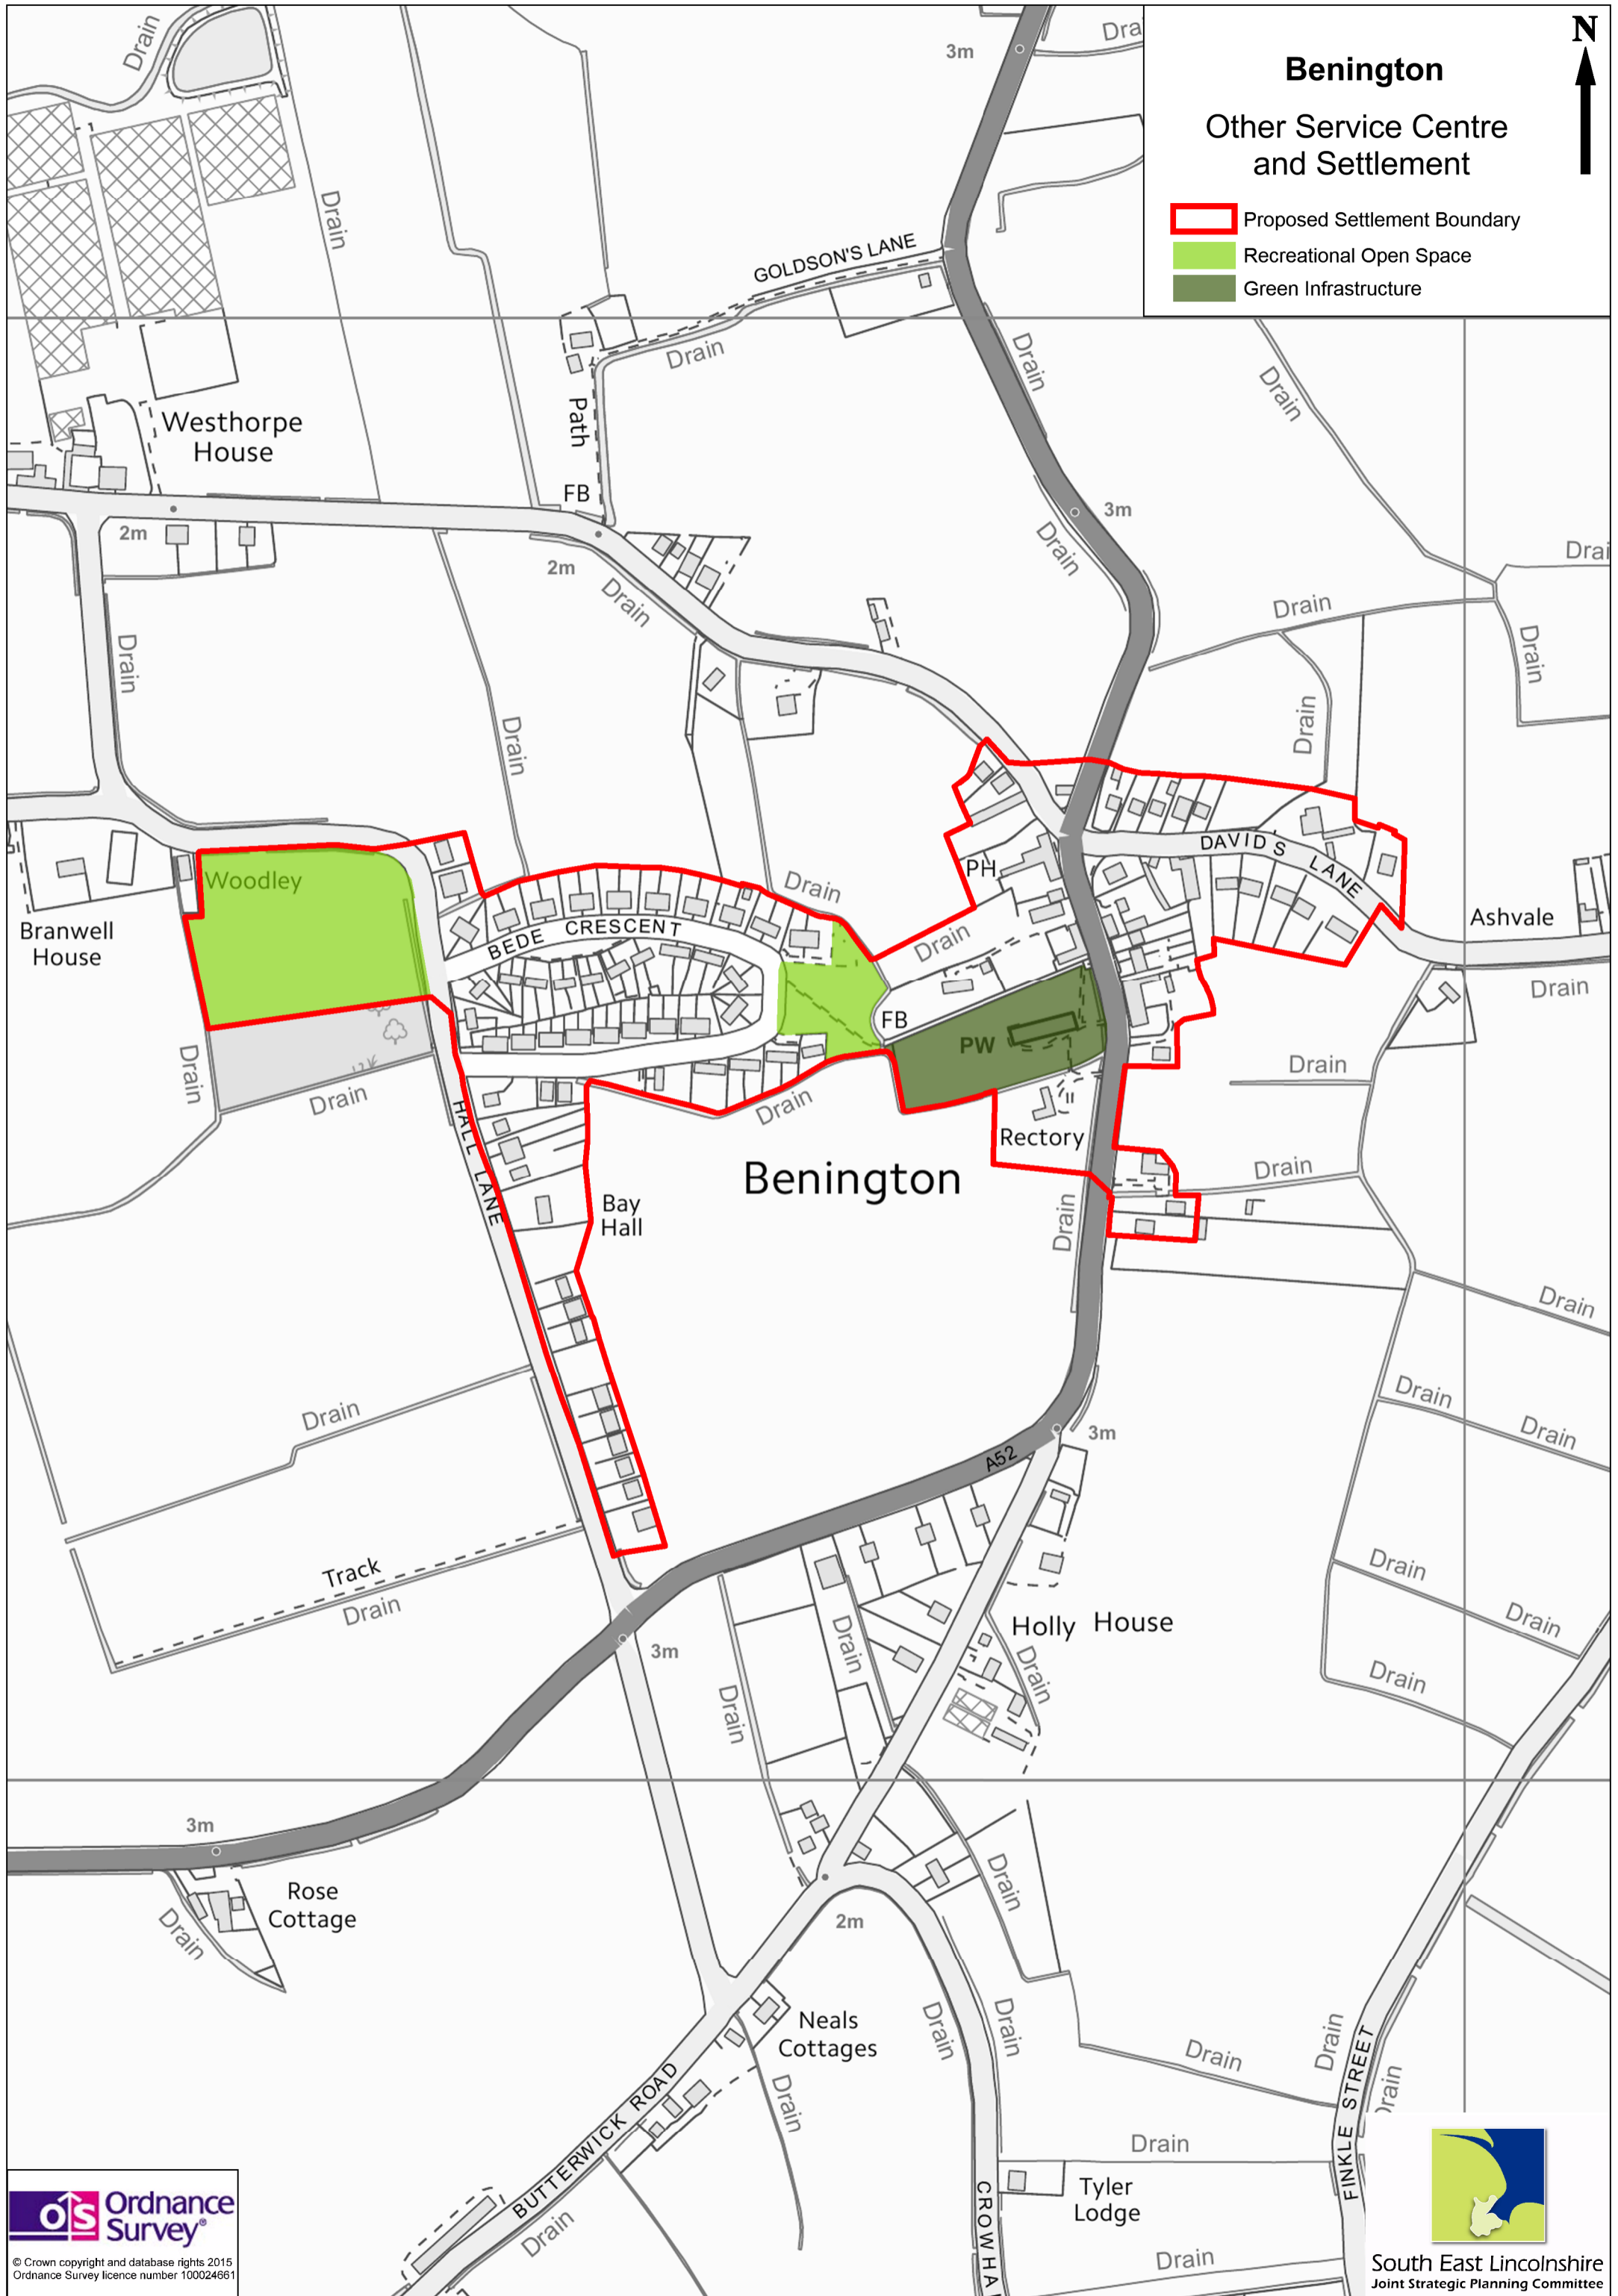 Drain
3m
Dra
Benington
N
Other Service Centre
and Settlement
Proposed Settlement Boundary
Recreational Open Space
Green Infrastructure
Drain
GOLDSON'S LANE
Drain
Drain
Drain
Path
Westhorpe
House
FB
2m
2m
3m
Drain
Drai
Drain
Drain
Drain
Drain
Drain
Drain
Drain
PH
DAVID'S LANE
Woodley
Branwell
House
BEDE CRESCENT
Drain
Drain
Ashvale
Drain
FB
PW
Drain
Drain
Drain
Drain
HALL LANE
Rectory
Benington
Drain
Bay
Hall
Drain
Drain
Drain
Drain
Drain
A52
3m
Track
Drain
Drain
Drain
Drain
Holly House
3m
Drain
Drain
Drain
3m
Rose
Cottage
Drain
Drain
2m
Neals
Cottages
Drain
Drain
Drain
Drain
Drain
Drain
BUTTERWICK ROAD
FINKLE STREET
Drain
Drain
Tyler
Lodge
CROWHA
Drain
Ordnance
Survey®
© Crown copyright and database rights 2015
Ordnance Survey licence number 100024661
South East Lincolnshire
Joint Strategic Planning Committee